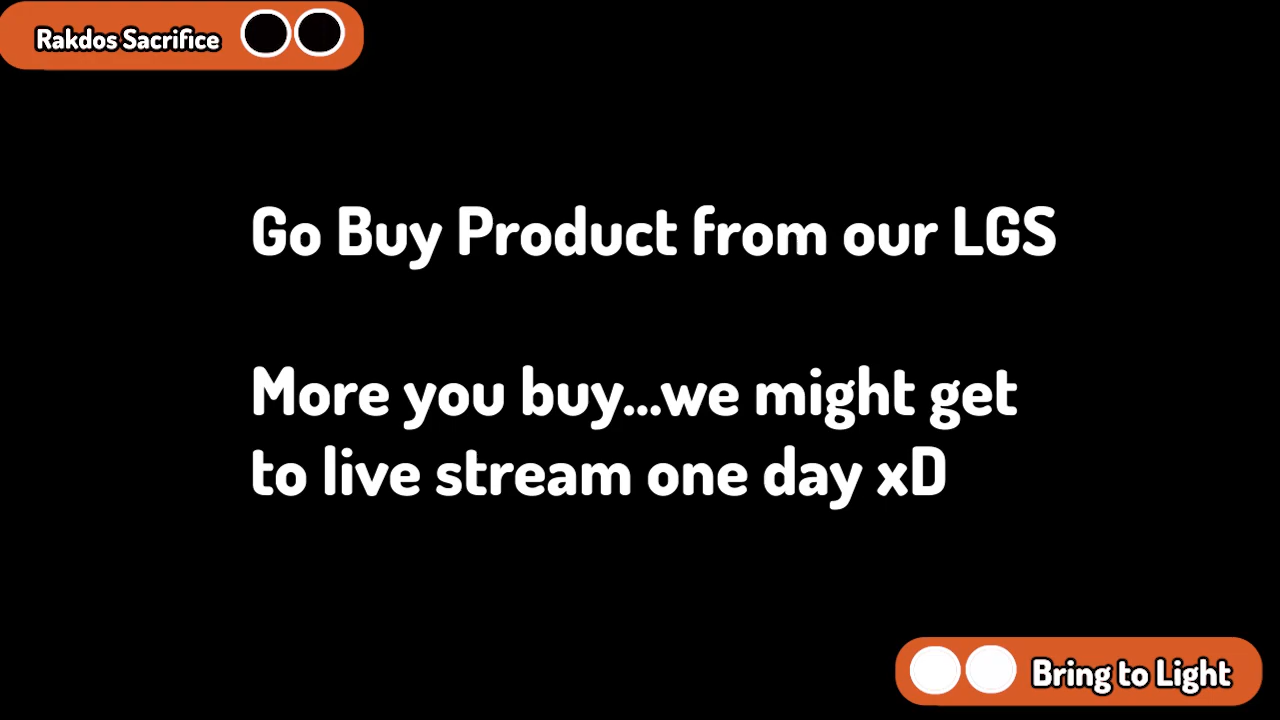 Rakdos Sacrifice
Go Buy Product from our LGS
More you buy...we might get
to live stream one day xD
Bring to Light